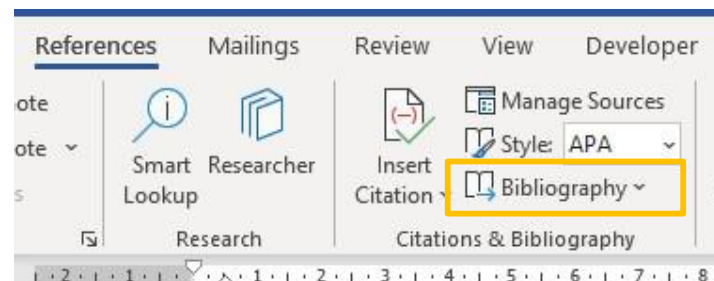 References Mailings Review View Developer
ote
ote
s
Smart Lookup
Researcher
Insert Citation
Manage Sources
Style: APA
Bibliography
Research
Citations & Bibliography
2 1 1 2 3 4 5 6 7 8